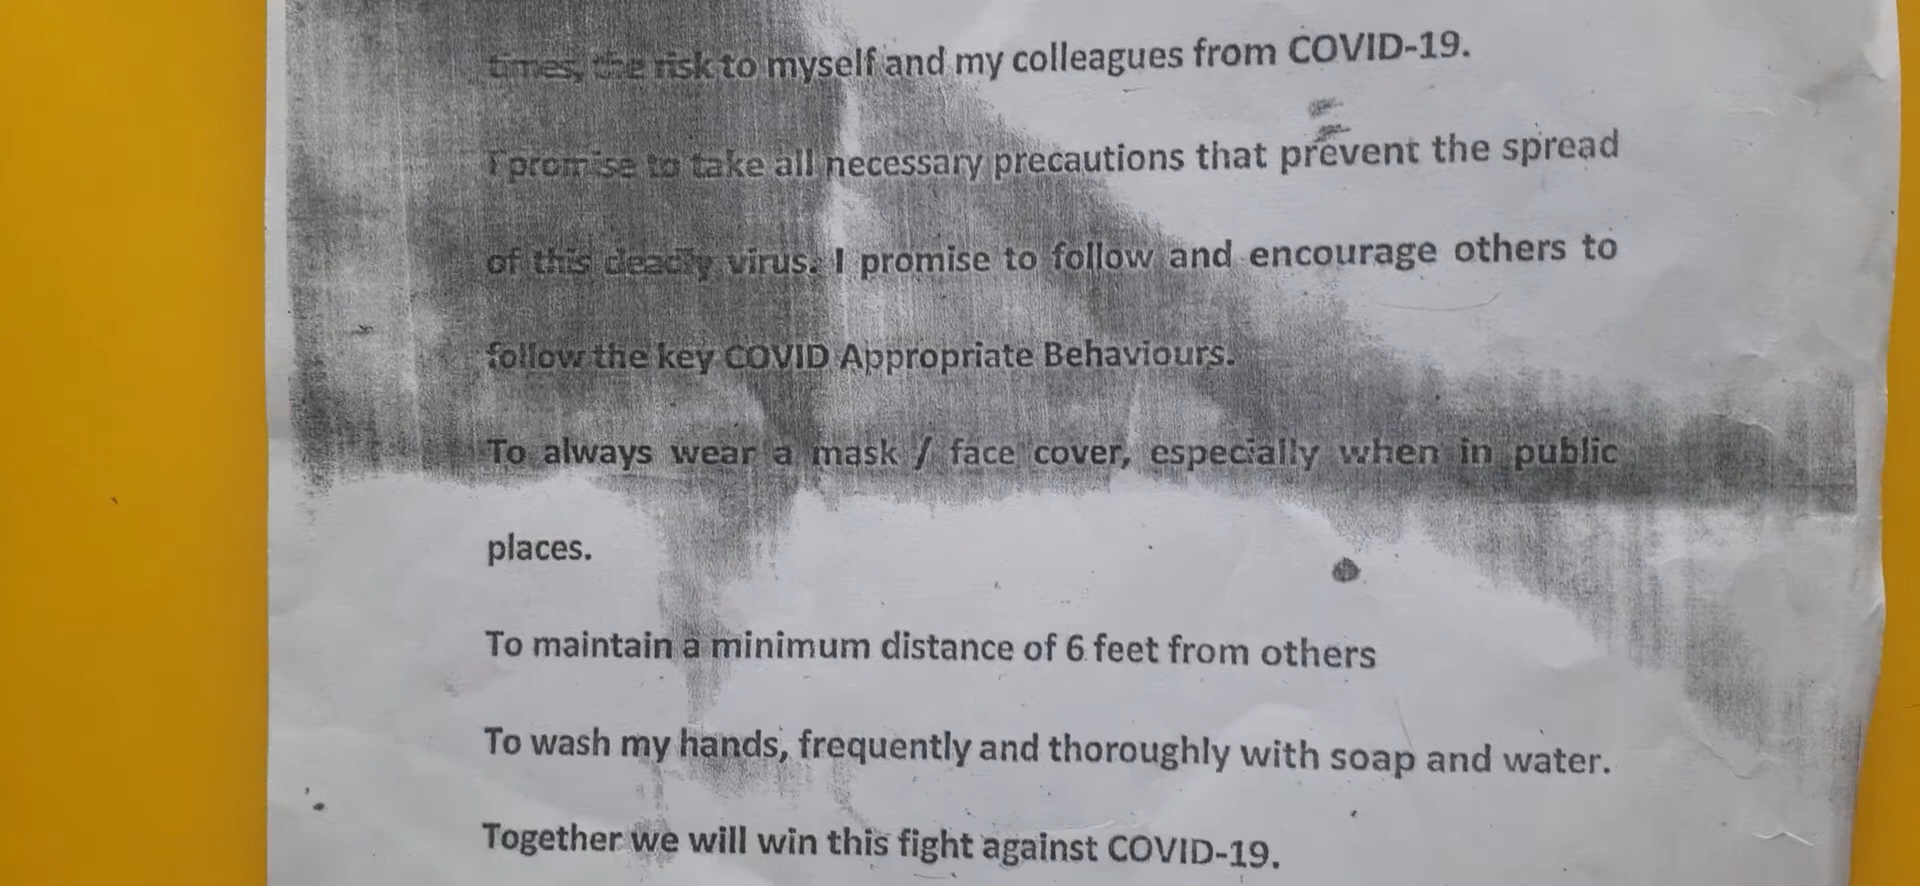 times, the risk to myself and my colleagues from COVID-19.
I promise to take all necessary precautions that prevent the spread
of this deadly virus. I promise to follow and encourage others to
follow the key COVID Appropriate Behaviours.
To always wear a mask / face cover, especially when in public
places.
To maintain a minimum distance of 6 feet from others
To wash my hands, frequently and thoroughly with soap and water.
Together we will win this fight against COVID-19.